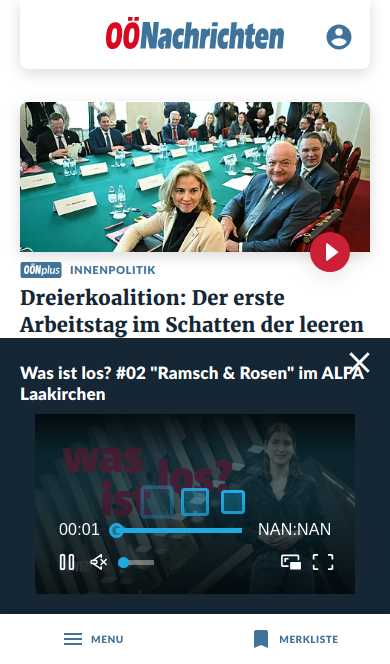 OÖNachrichten
OÖNplus INNENPOLITIK
Dreierkoalition: Der erste
Arbeitstag im Schatten der leeren
Was ist los? #02 "Ramsch & Rosen" im ALFA
Laakirchen
was
ist los?
00:01
NAN:NAN
MENU
MERKLISTE